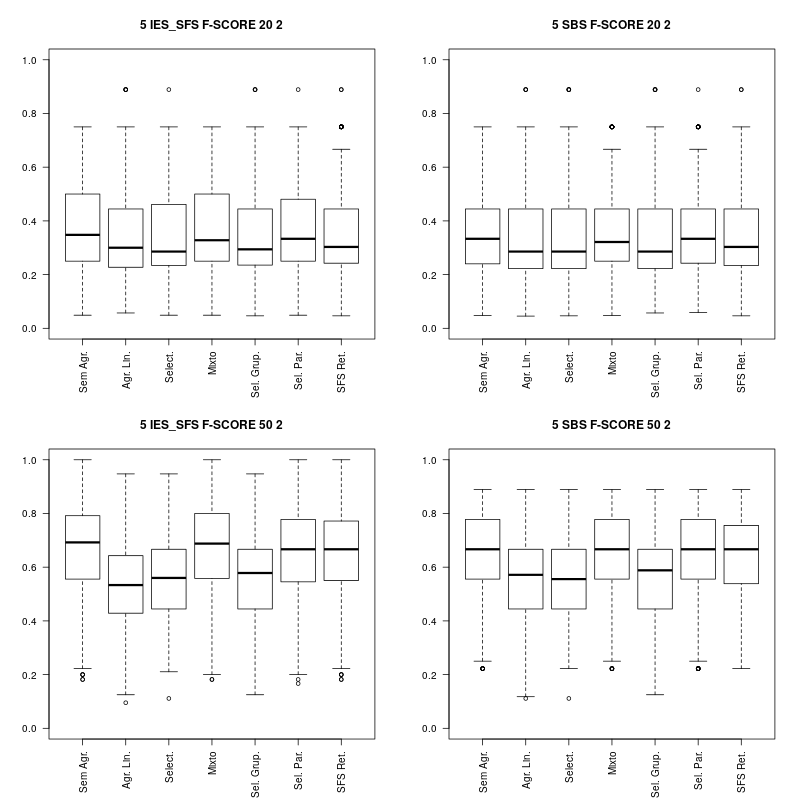 5 IES_SFS F-SCORE 20 2
1.0
0.8
0.6
0.4
0.2
0.0
Sem Agr.
Agr. Lin.
Select.
Mixto
Sel. Grup.
Sel. Par.
SFS Ret.
5 SBS F-SCORE 20 2
1.0
0.8
0.6
0.4
0.2
0.0
Sem Agr.
Agr. Lin.
Select.
Mixto
Sel. Grup.
Sel. Par.
SFS Ret.
5 IES_SFS F-SCORE 50 2
1.0
0.8
0.6
0.4
0.2
0.0
Sem Agr.
Agr. Lin.
Select.
Mixto
Sel. Grup.
Sel. Par.
SFS Ret.
5 SBS F-SCORE 50 2
1.0
0.8
0.6
0.4
0.2
0.0
Sem Agr.
Agr. Lin.
Select.
Mixto
Sel. Grup.
Sel. Par.
SFS Ret.